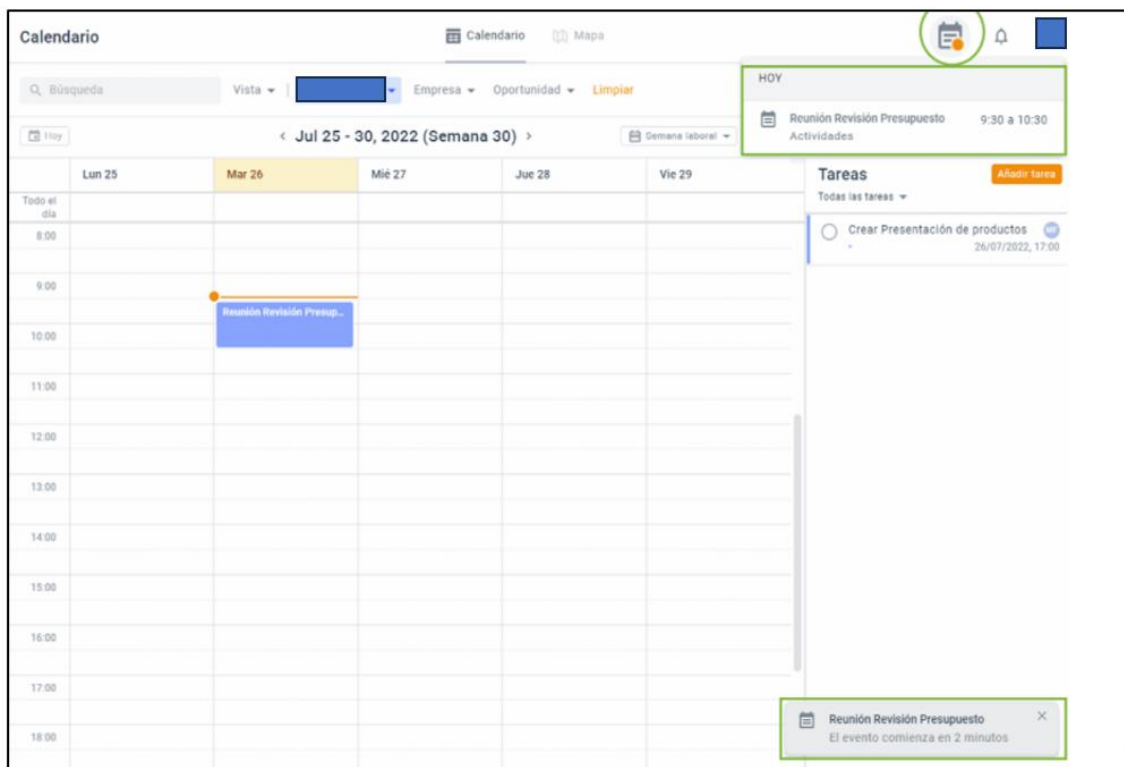 Calendario
Calendario Mapa
Búsqueda Vista Empresa Oportunidad Limpiar
HOY
Reunión Revisión Presupuesto 9:30 a 10:30
Actividades
Hoy < Jul 25 - 30, 2022 (Semana 30) > Semana laboral
Lun 25 Mar 26 Mié 27 Jue 28 Vie 29
Tareas Añadir tarea
Todas las tareas
Todo el
día
Crear Presentación de productos
26/07/2022, 17:00
8:00
9:00
Reunión Revisión Presup...
10:00
11:00
12:00
13:00
14:00
15:00
16:00
17:00
18:00
Reunión Revisión Presupuesto
El evento comienza en 2 minutos